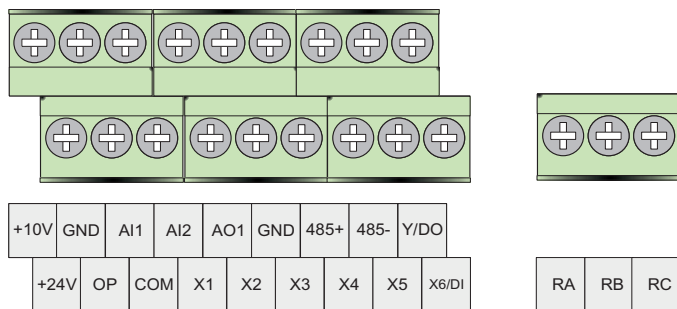 +10V GND AI1 AI2 AO1 GND 485+ 485- Y/DO
+24V OP COM X1 X2 X3 X4 X5 X6/DI RA RB RC